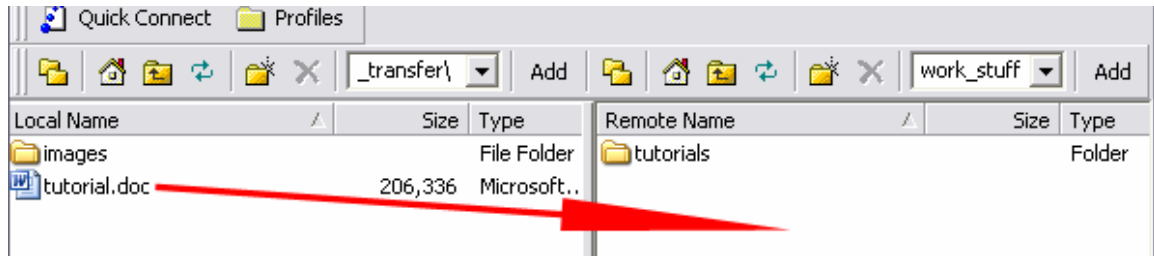 Quick Connect Profiles
_transfer\ Add work_stuff Add
Local Name Size Type Remote Name Size Type
images File Folder tutorials Folder
tutorial.doc 206,336 Microsoft..